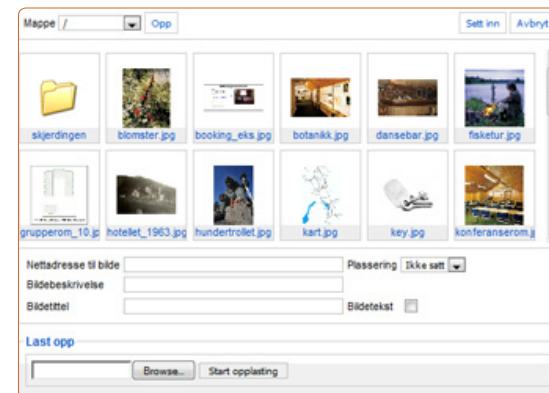 Mappe / Opp Sett inn Avbryt
skjerdingen blomster.jpg booking_eks.jpg botanikk.jpg dansebar.jpg fisketur.jpg
grupperom_10.jp hotellet_1963.jpg hundertrollet.jpg kart.jpg key.jpg konferanserom.j
Nettadresse til bilde Plassering Ikke satt
Bildebeskrivelse
Bildetittel Bildetekst
Last opp
Browse... Start opplasting